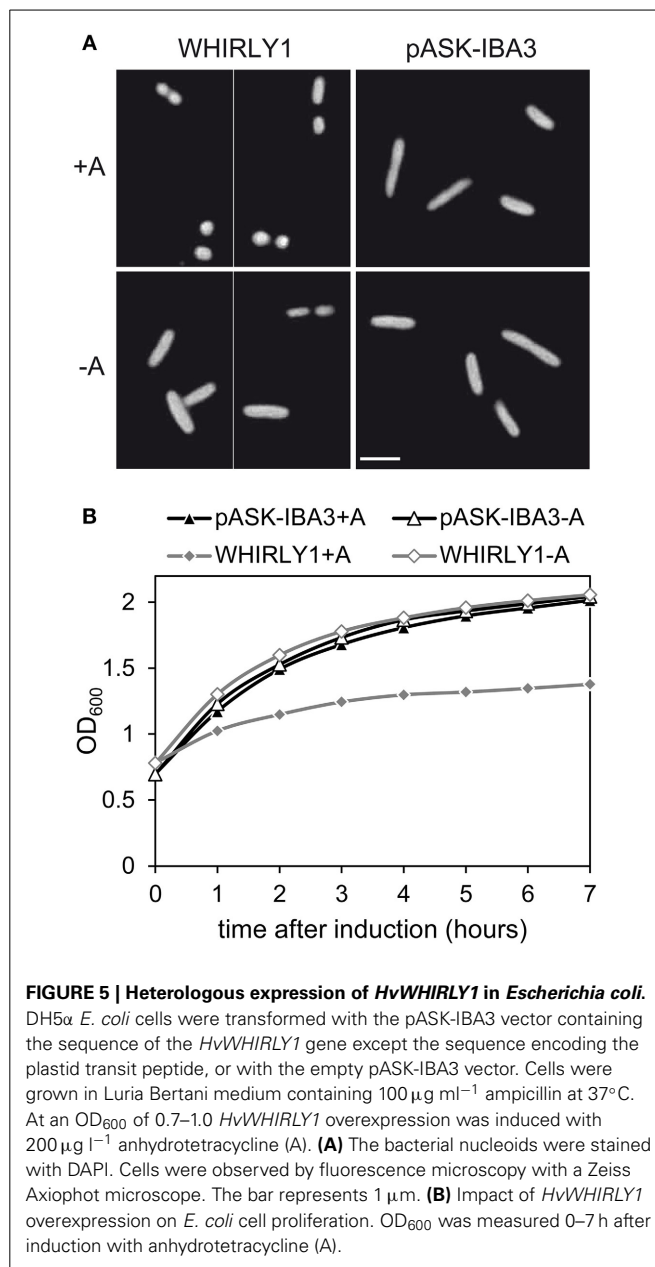 A
WHIRLY1 pASK-IBA3
+A
-A
B
pASK-IBA3+A pASK-IBA3-A
WHIRLY1+A WHIRLY1-A
2
1.5
1
0.5
0
OD600
0 1 2 3 4 5 6 7
time after induction (hours)
FIGURE 5 | Heterologous expression of HvWHIRLY1 in Escherichia coli.
DH5α E. coli cells were transformed with the pASK-IBA3 vector containing
the sequence of the HvWHIRLY1 gene except the sequence encoding the
plastid transit peptide, or with the empty pASK-IBA3 vector. Cells were
grown in Luria Bertani medium containing 100 μg ml⁻¹ ampicillin at 37°C.
At an OD₆₀₀ of 0.7–1.0 HvWHIRLY1 overexpression was induced with
200 μg l⁻¹ anhydrotetracycline (A). (A) The bacterial nucleoids were stained
with DAPI. Cells were observed by fluorescence microscopy with a Zeiss
Axiophot microscope. The bar represents 1 μm. (B) Impact of HvWHIRLY1
overexpression on E. coli cell proliferation. OD₆₀₀ was measured 0–7 h after
induction with anhydrotetracycline (A).